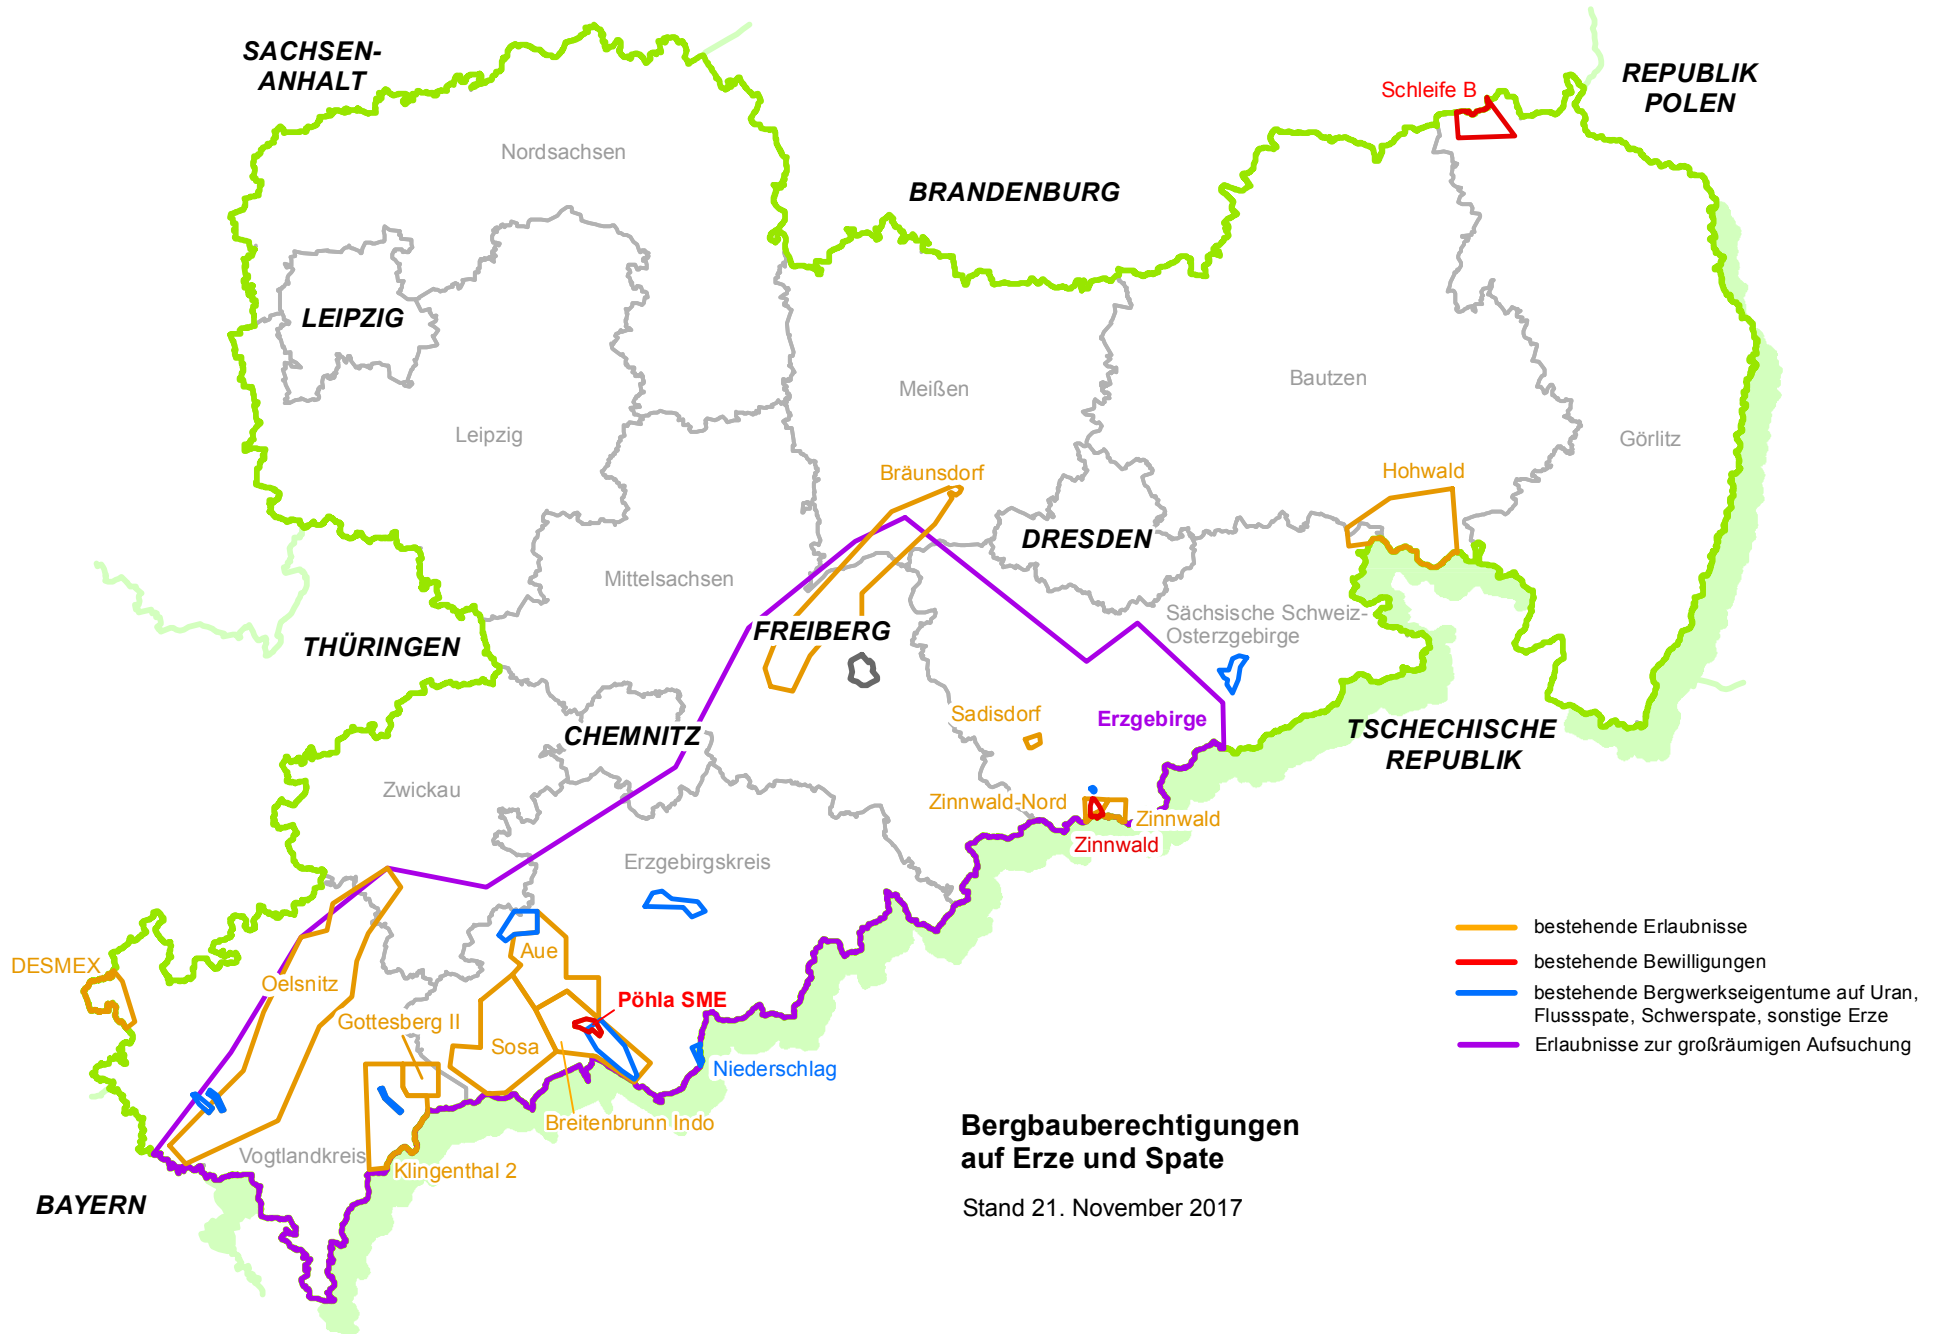 SACHSEN-
ANHALT
REPUBLIK
POLEN
Schleife B
Nordsachsen
BRANDENBURG
LEIPZIG
Meißen
Bautzen
Leipzig
Görlitz
Bräunsdorf
Hohwald
DRESDEN
Mittelsachsen
Sächsische Schweiz-
Osterzgebirge
THÜRINGEN
FREIBERG
Sadisdorf
Erzgebirge
TSCHECHISCHE
REPUBLIK
CHEMNITZ
Zwickau
Zinnwald-Nord
Zinnwald
Zinnwald
Erzgebirgskreis
bestehende Erlaubnisse
DESMEX
Aue
bestehende Bewilligungen
Oelsnitz
bestehende Bergwerkseigentume auf Uran,
Flussspate, Schwerspate, sonstige Erze
Pöhla SME
Gottesberg II
Sosa
Erlaubnisse zur großräumigen Aufsuchung
Niederschlag
Breitenbrunn Indo
Bergbauberechtigungen
auf Erze und Spate
Vogtlandkreis
Klingenthal 2
BAYERN
Stand 21. November 2017